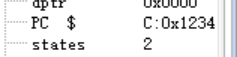 dptr 0x0000
PC $ C:0x1234
states 2